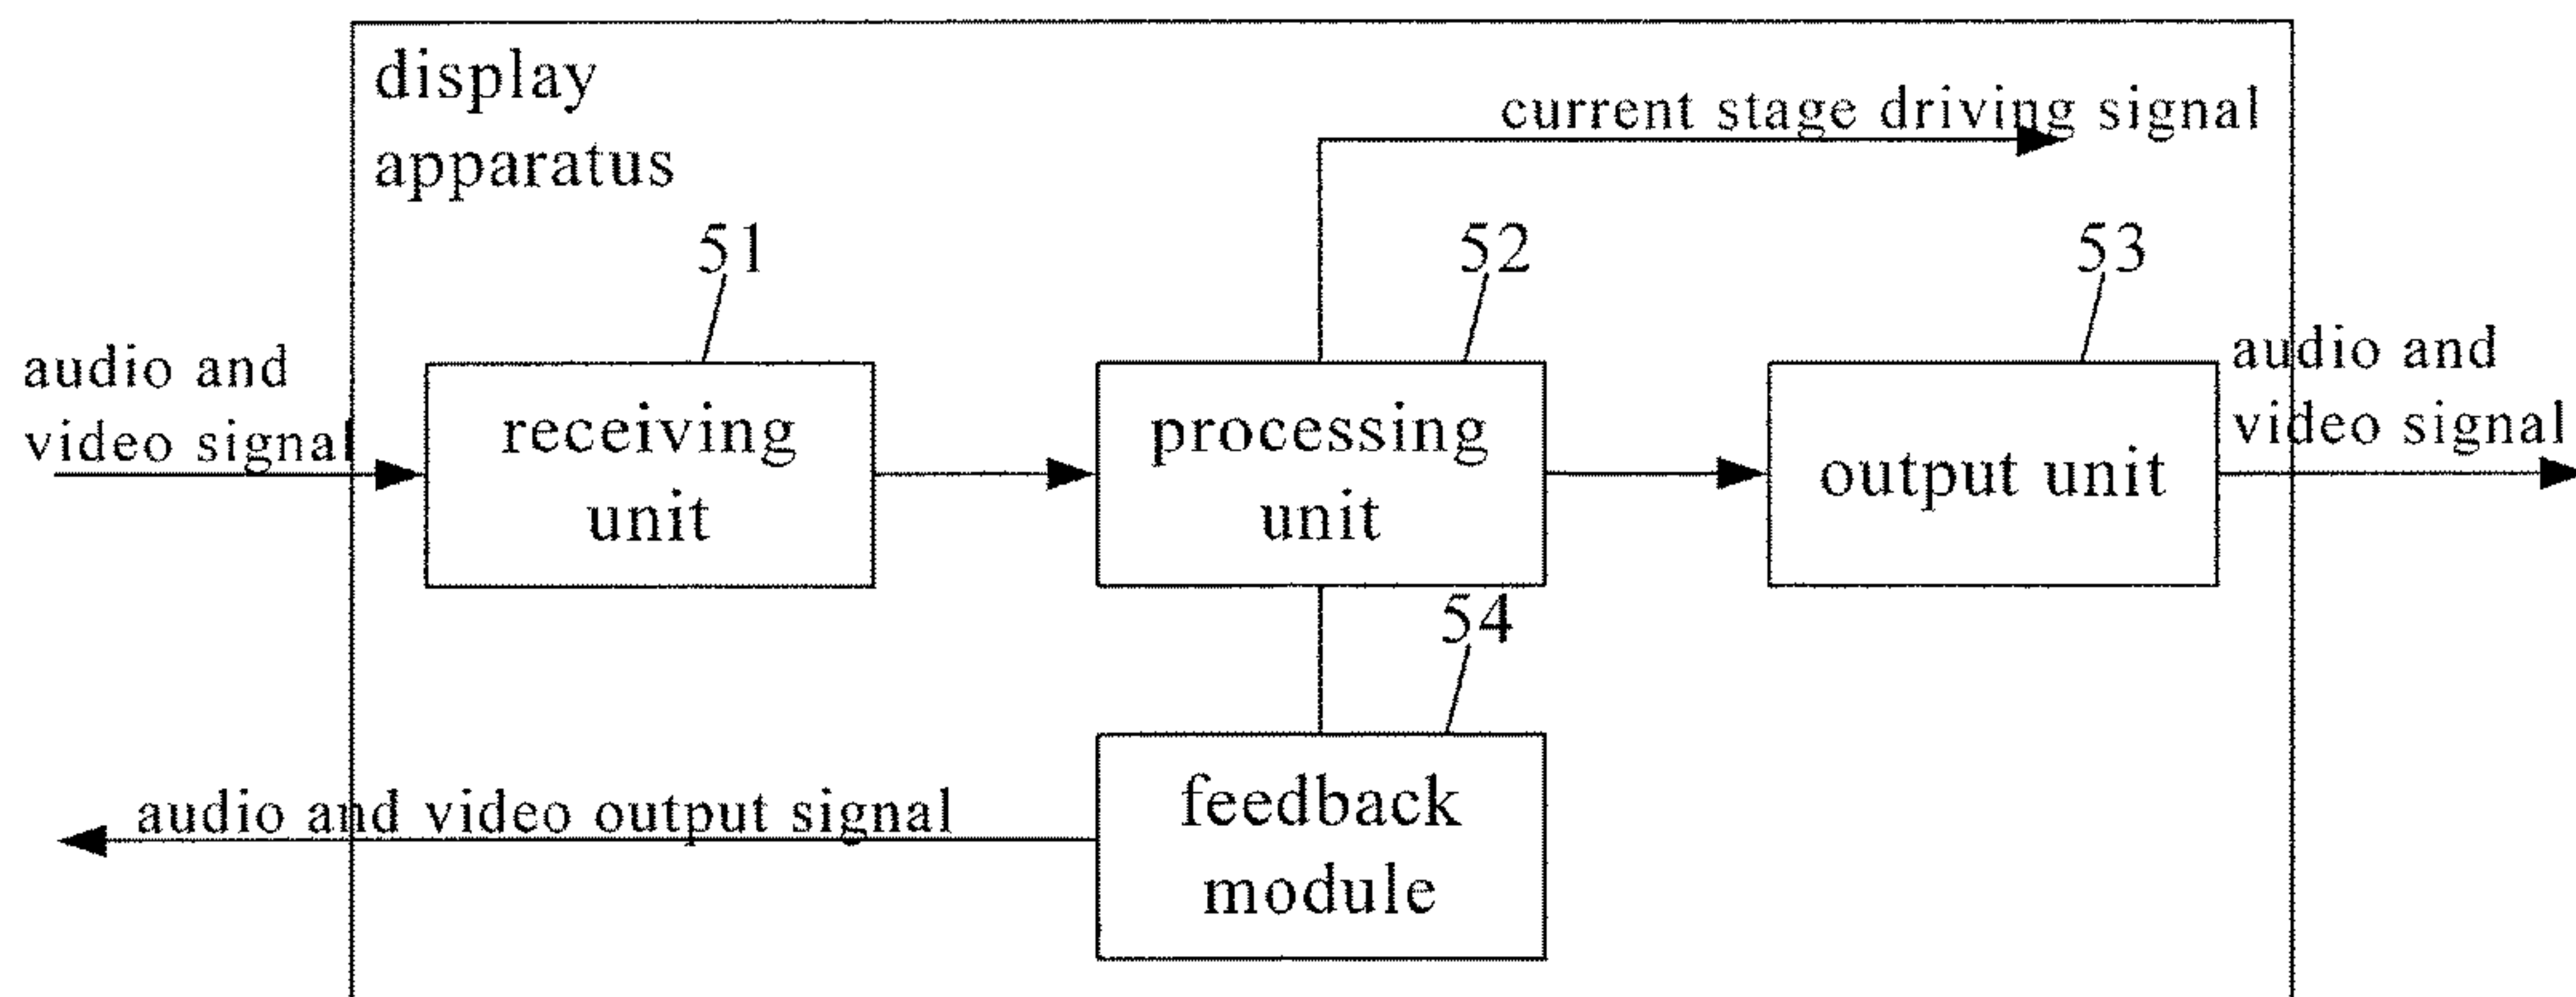 display
apparatus
current stage driving signal
51
52
53
audio and
video signal
receiving
unit
processing
unit
output unit
audio and
video signal
54
audio and video output signal
feedback
module